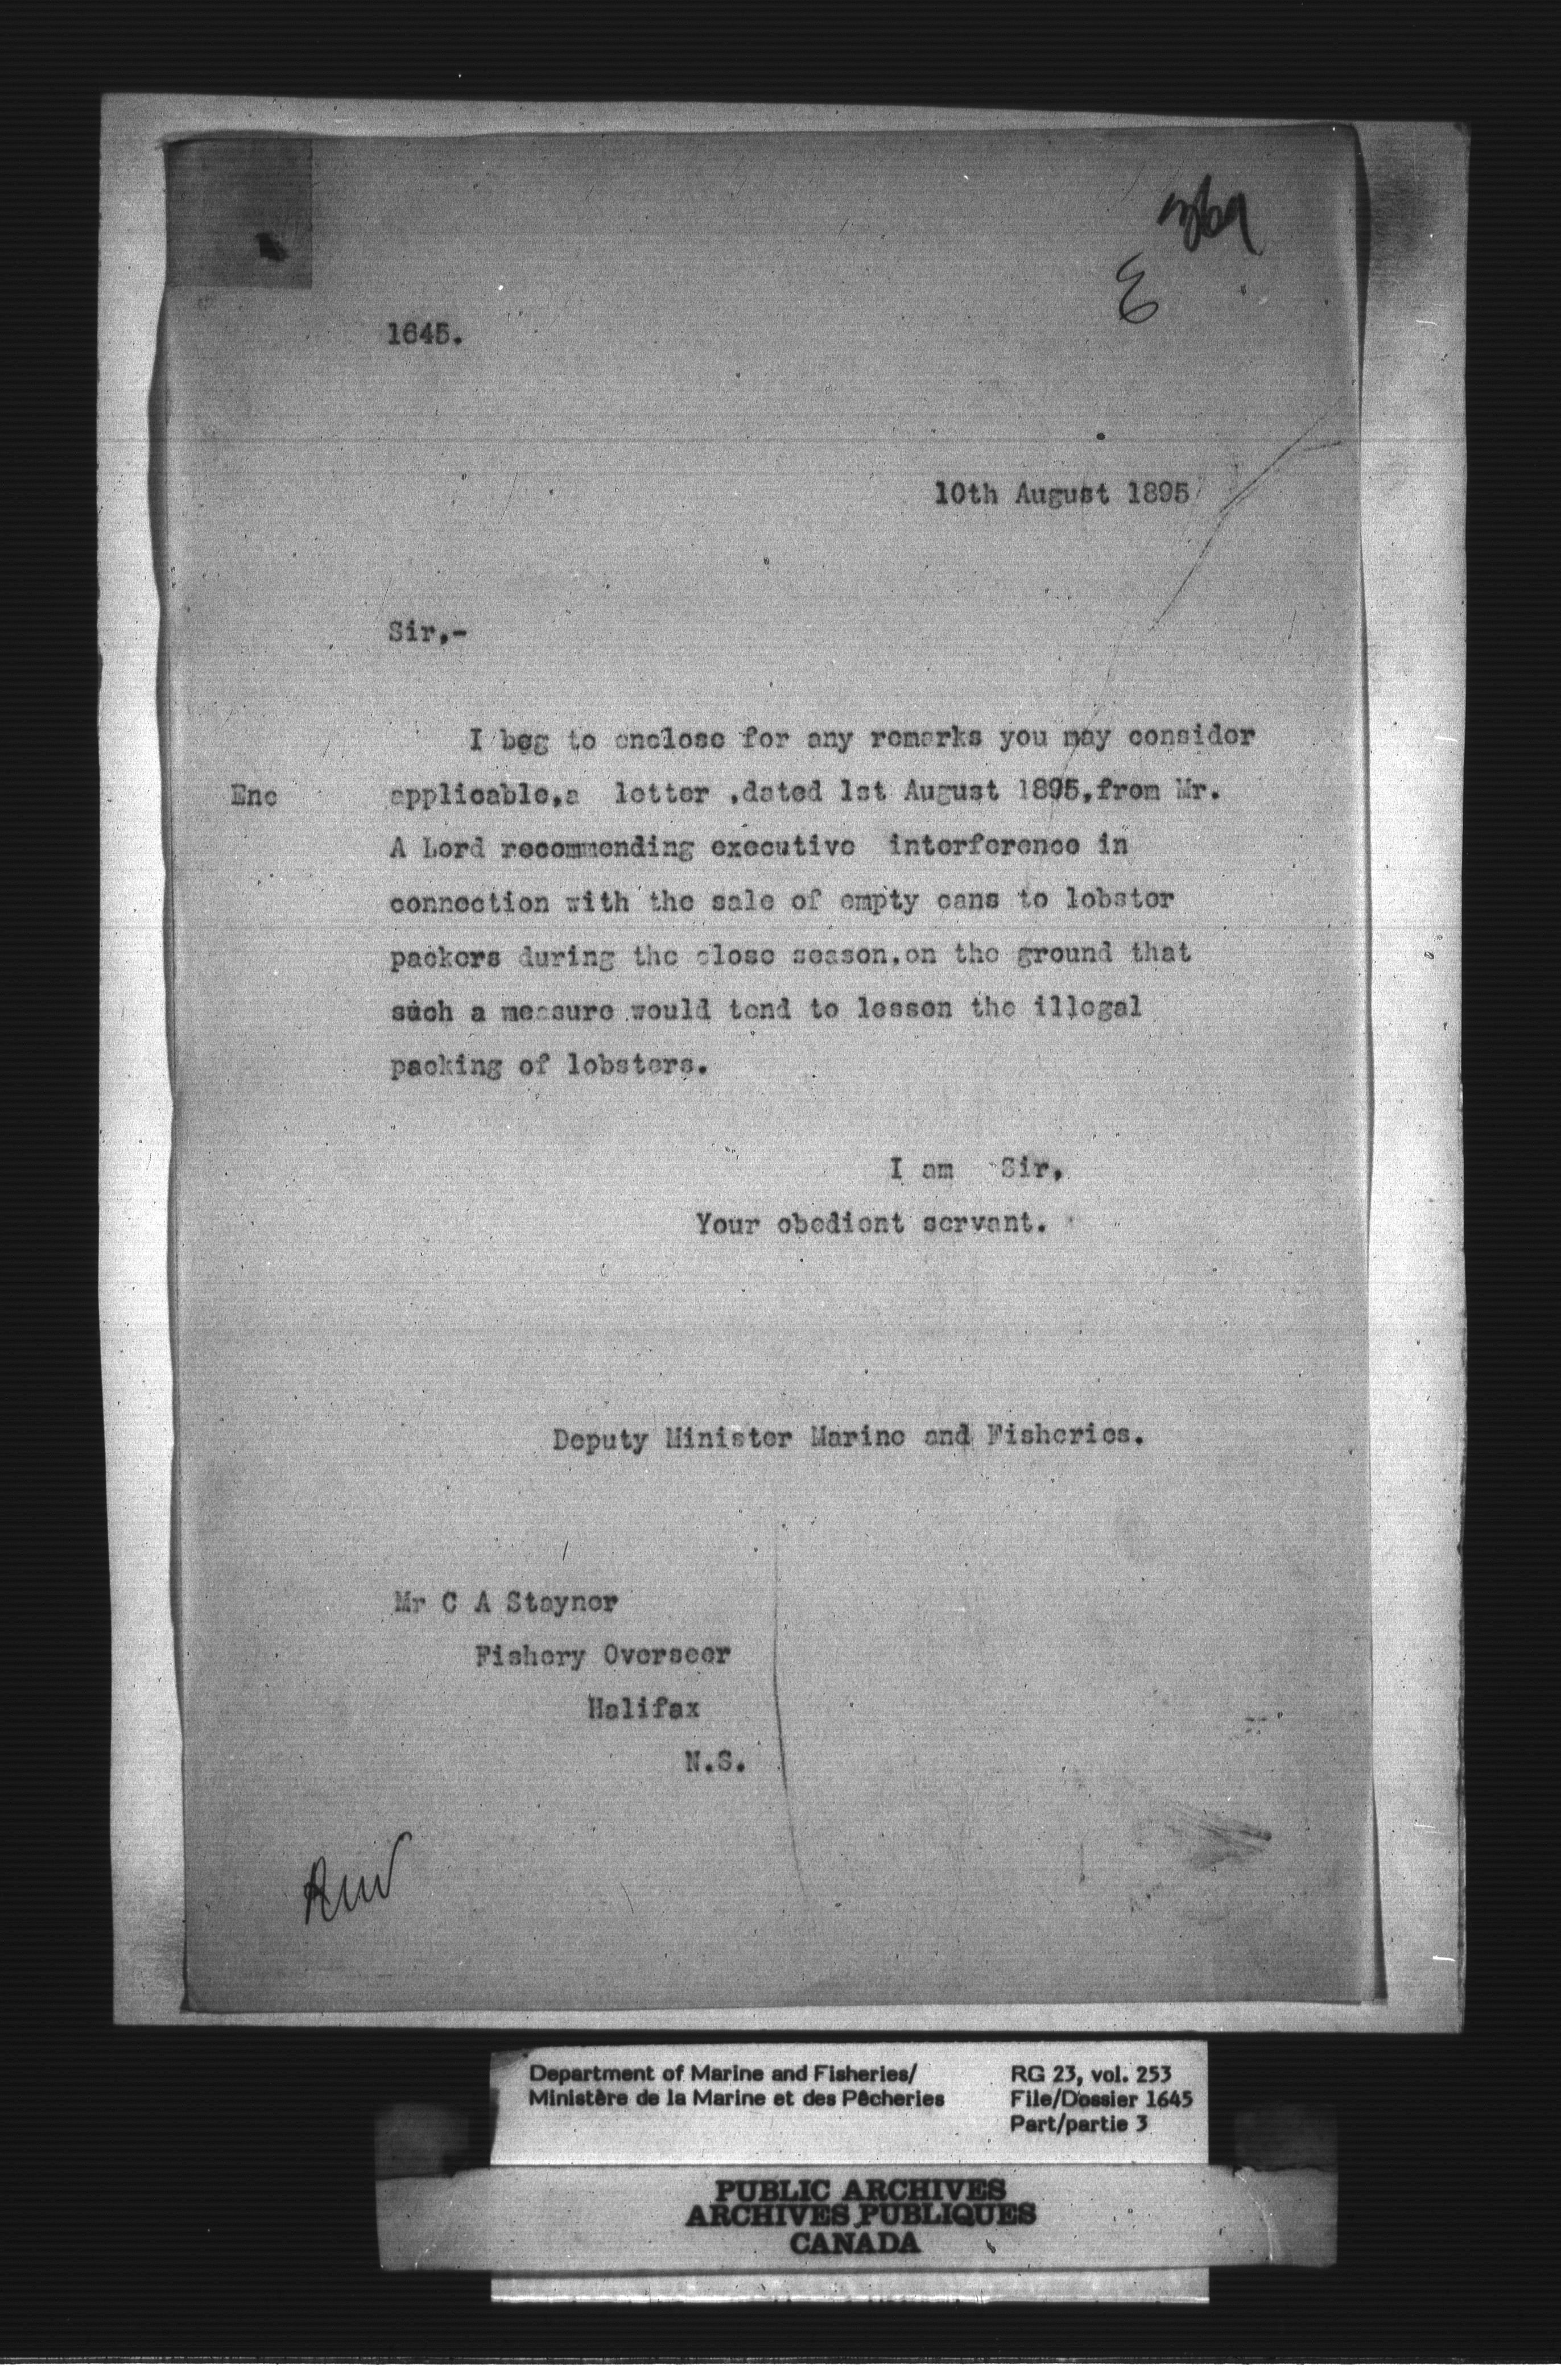 369
1645.
10th August 1895
Sir,-
I beg to enclose for any remarks you may consider
Enc applicable,a letter ,dated 1st August 1895,from Mr.
A Lord recommending executive interference in
connection with the sale of empty cans to lobster
packers during the close season,on the ground that
such a measure would tend to lessen the illegal
packing of lobsters.
I am Sir,
Your obedient servant.
Deputy Minister Marine and Fisheries.
Mr C A Staynor
Fishery Overseer
Halifax
N.S.
Department of Marine and Fisheries/
Ministère de la Marine et des Pêcheries
RG 23, vol. 253
File/Dossier 1645
Part/partie 3
PUBLIC ARCHIVES
ARCHIVES PUBLIQUES
CANADA